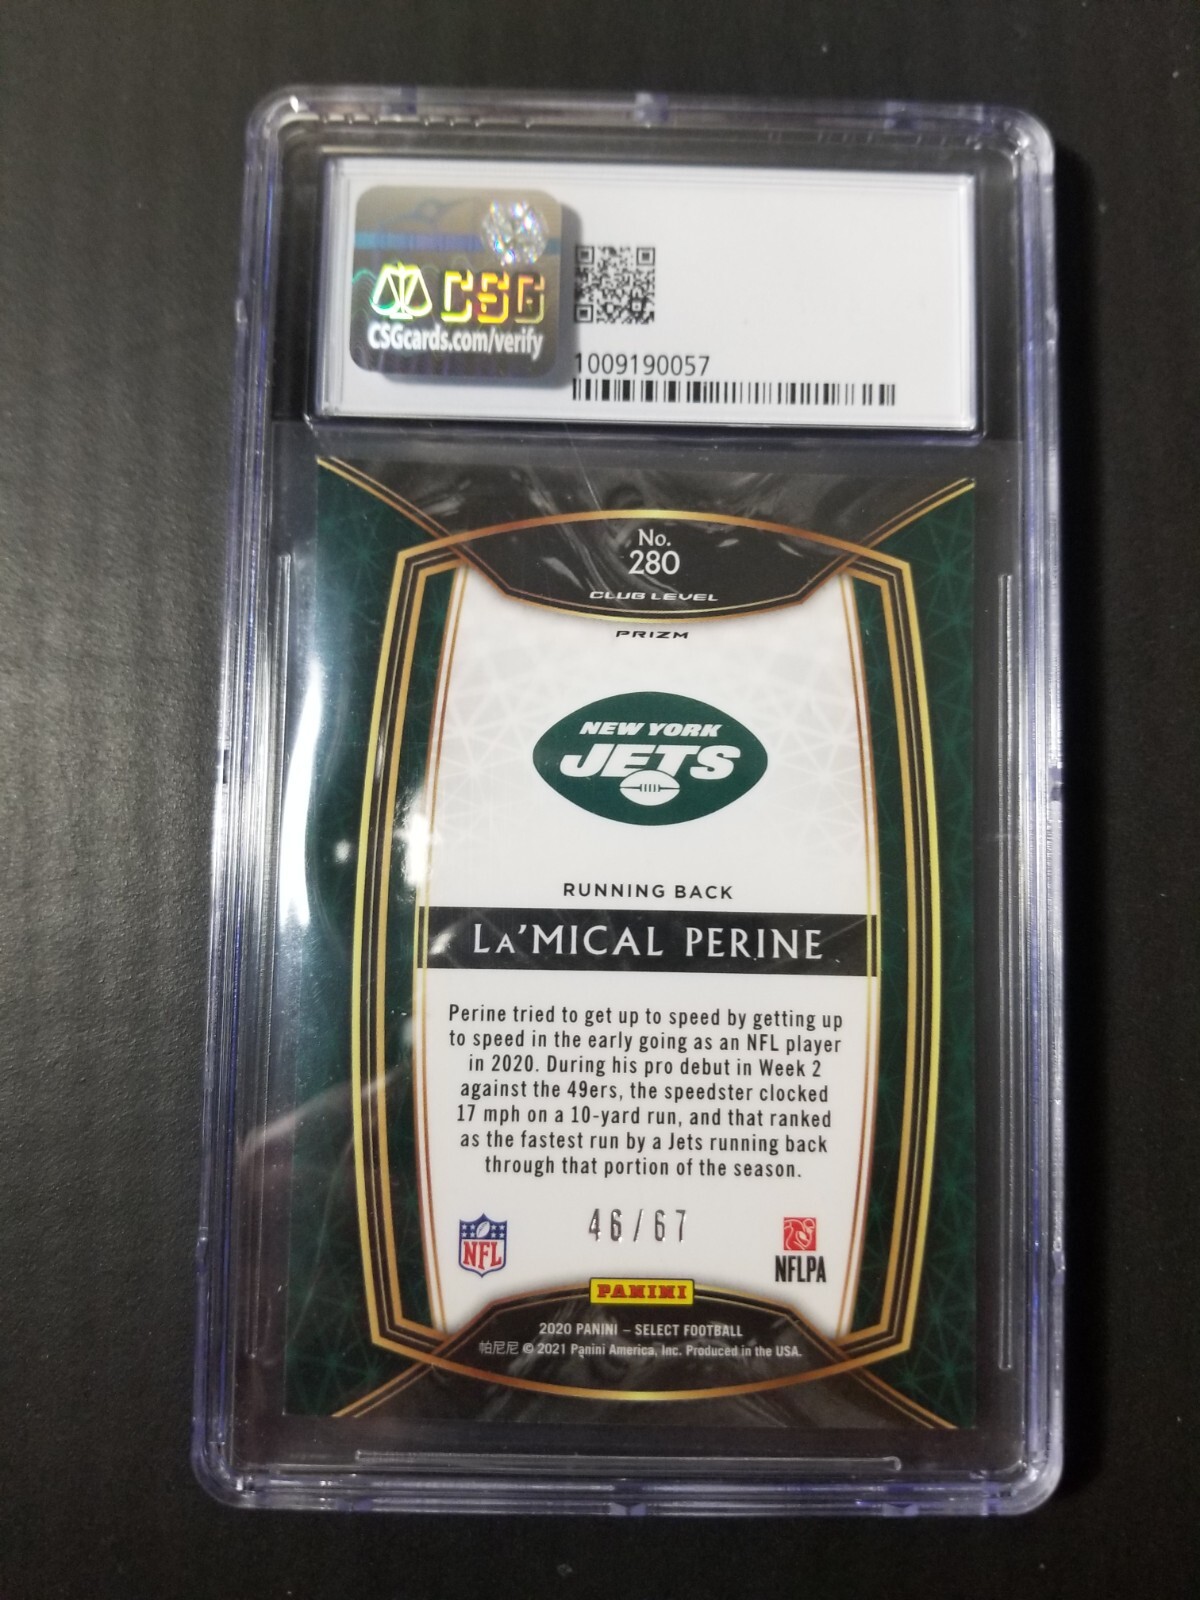 CSG
CSGcards.com/verify
1009190057
No.
280
CLUB LEVEL
PRIZM
NEW YORK
JETS
RUNNING BACK
LA'MICAL PERINE
Perine tried to get up to speed by getting up
to speed in the early going as an NFL player
in 2020. During his pro debut in Week 2
against the 49ers, the speedster clocked
17 mph on a 10-yard run, and that ranked
as the fastest run by a Jets running back
through that portion of the season.
46/67
NFL
NFLPA
PANINI
2020 PANINI – SELECT FOOTBALL
帕尼尼 © 2021 Panini America, Inc. Produced in the USA.